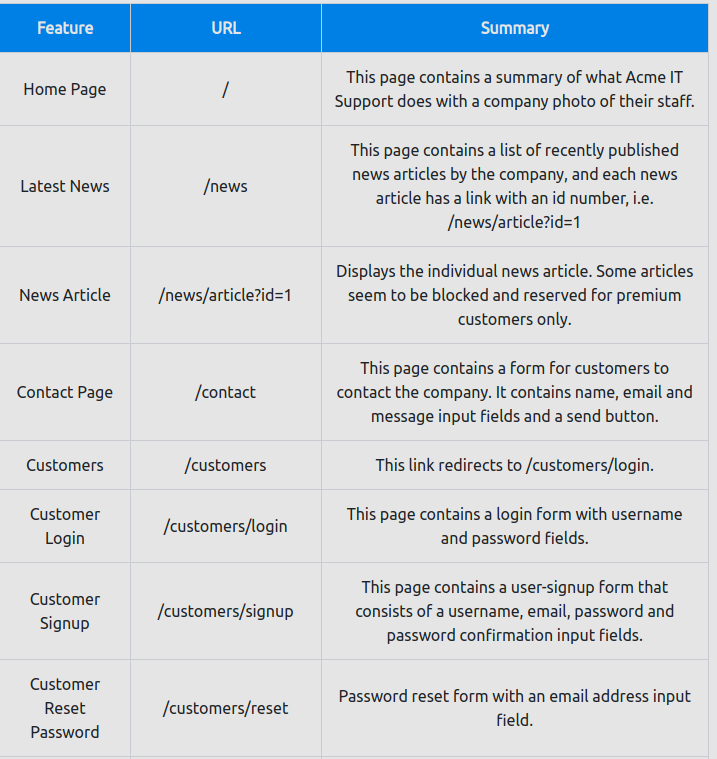 Feature URL Summary
Home Page / This page contains a summary of what Acme IT
Support does with a company photo of their staff.
Latest News /news This page contains a list of recently published
news articles by the company, and each news
article has a link with an id number, i.e.
/news/article?id=1
News Article /news/article?id=1 Displays the individual news article. Some articles
seem to be blocked and reserved for premium
customers only.
Contact Page /contact This page contains a form for customers to
contact the company. It contains name, email and
message input fields and a send button.
Customers /customers This link redirects to /customers/login.
Customer
Login
/customers/login
This page contains a login form with username
and password fields.
Customer
Signup
/customers/signup
This page contains a user-signup form that
consists of a username, email, password and
password confirmation input fields.
Customer
Reset
Password
/customers/reset
Password reset form with an email address input
field.